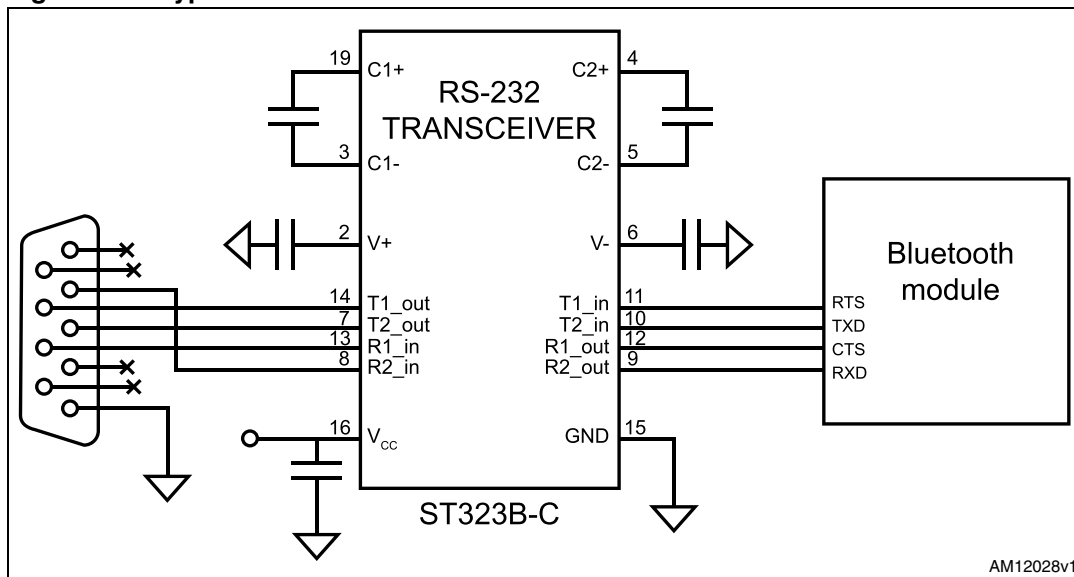 19
C1+
C2+
4
RS-232
TRANSCEIVER
3
C1-
C2-
5
2
V+
V-
6
Bluetooth
module
14
T1_out
T1_in
11
RTS
7
T2_out
T2_in
10
TXD
13
R1_in
R1_out
12
CTS
8
R2_in
R2_out
9
RXD
16
VCC
GND
15
ST323B-C
AM12028v1